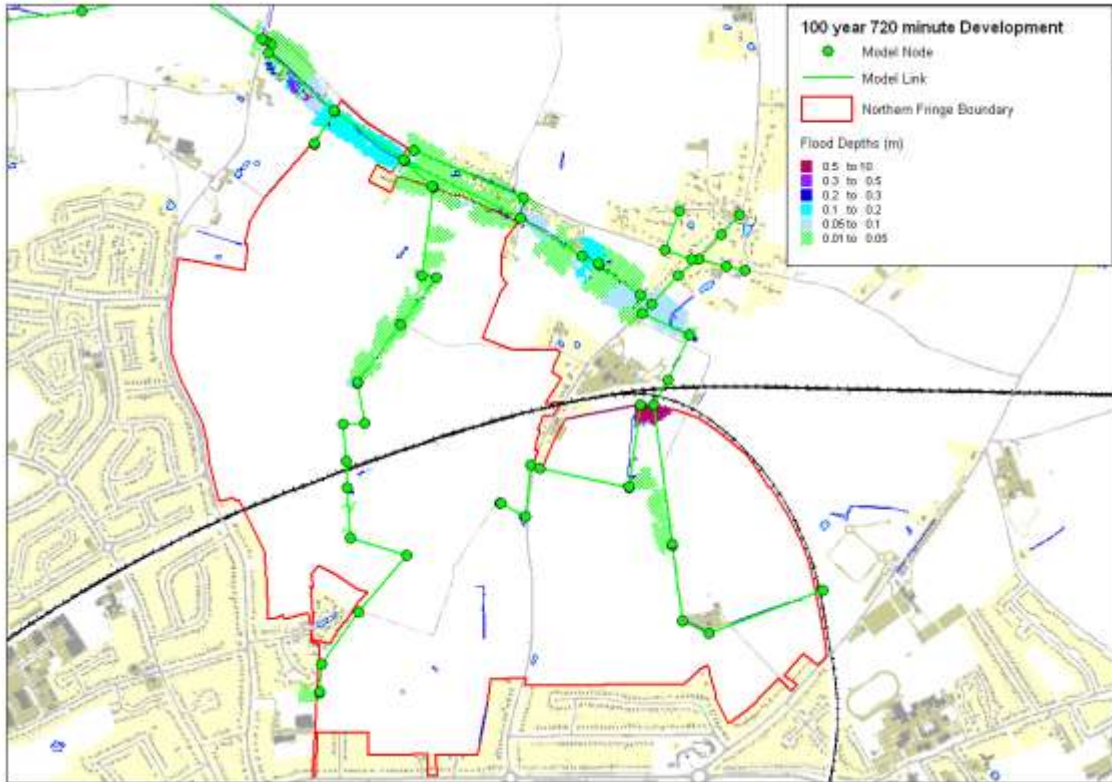 100 year 720 minute Development
Model Node
Model Link
Northern Fringe Boundary
Flood Depths (m)
0.5 to 10
0.3 to 0.5
0.2 to 0.3
0.1 to 0.2
0.05 to 0.1
0.01 to 0.05